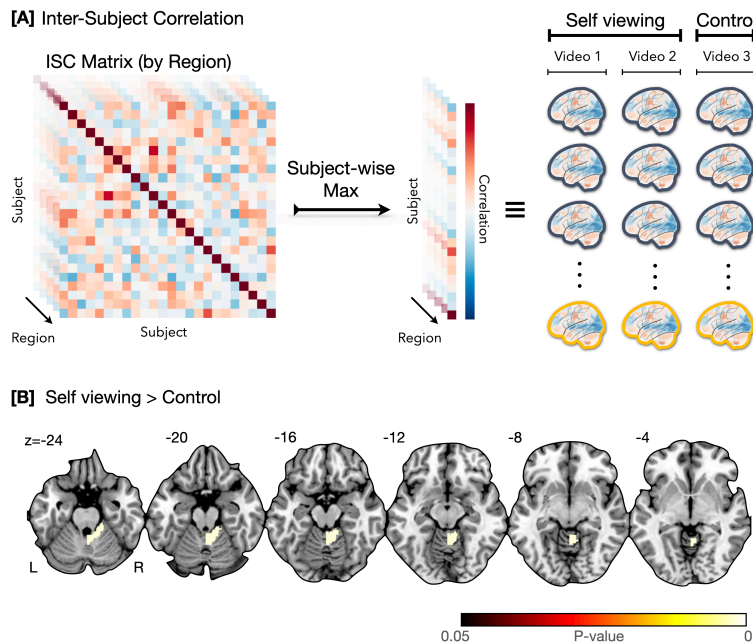 [A] Inter-Subject Correlation
Self viewing
Control
Video 1
Video 2
Video 3
ISC Matrix (by Region)
Subject
Subject-wise
Max
Subject
Correlation
Region
Subject
Region
[B] Self viewing > Control
z=-24
-20
-16
-12
-8
-4
L
R
0.05
P-value
0